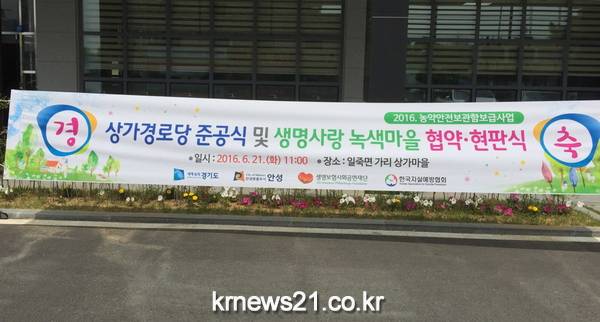 2016. 농약안전보관함보급사업
경 상가경로당 준공식 및 생명사랑 녹색마을 협약·현판식 축
• 일시 : 2016. 6. 21.(화) 11:00 • 장소 : 일죽면 가리 상가마을
경기도 안성 생명보험사회공헌재단 한국자살예방협회
krnews21.co.kr